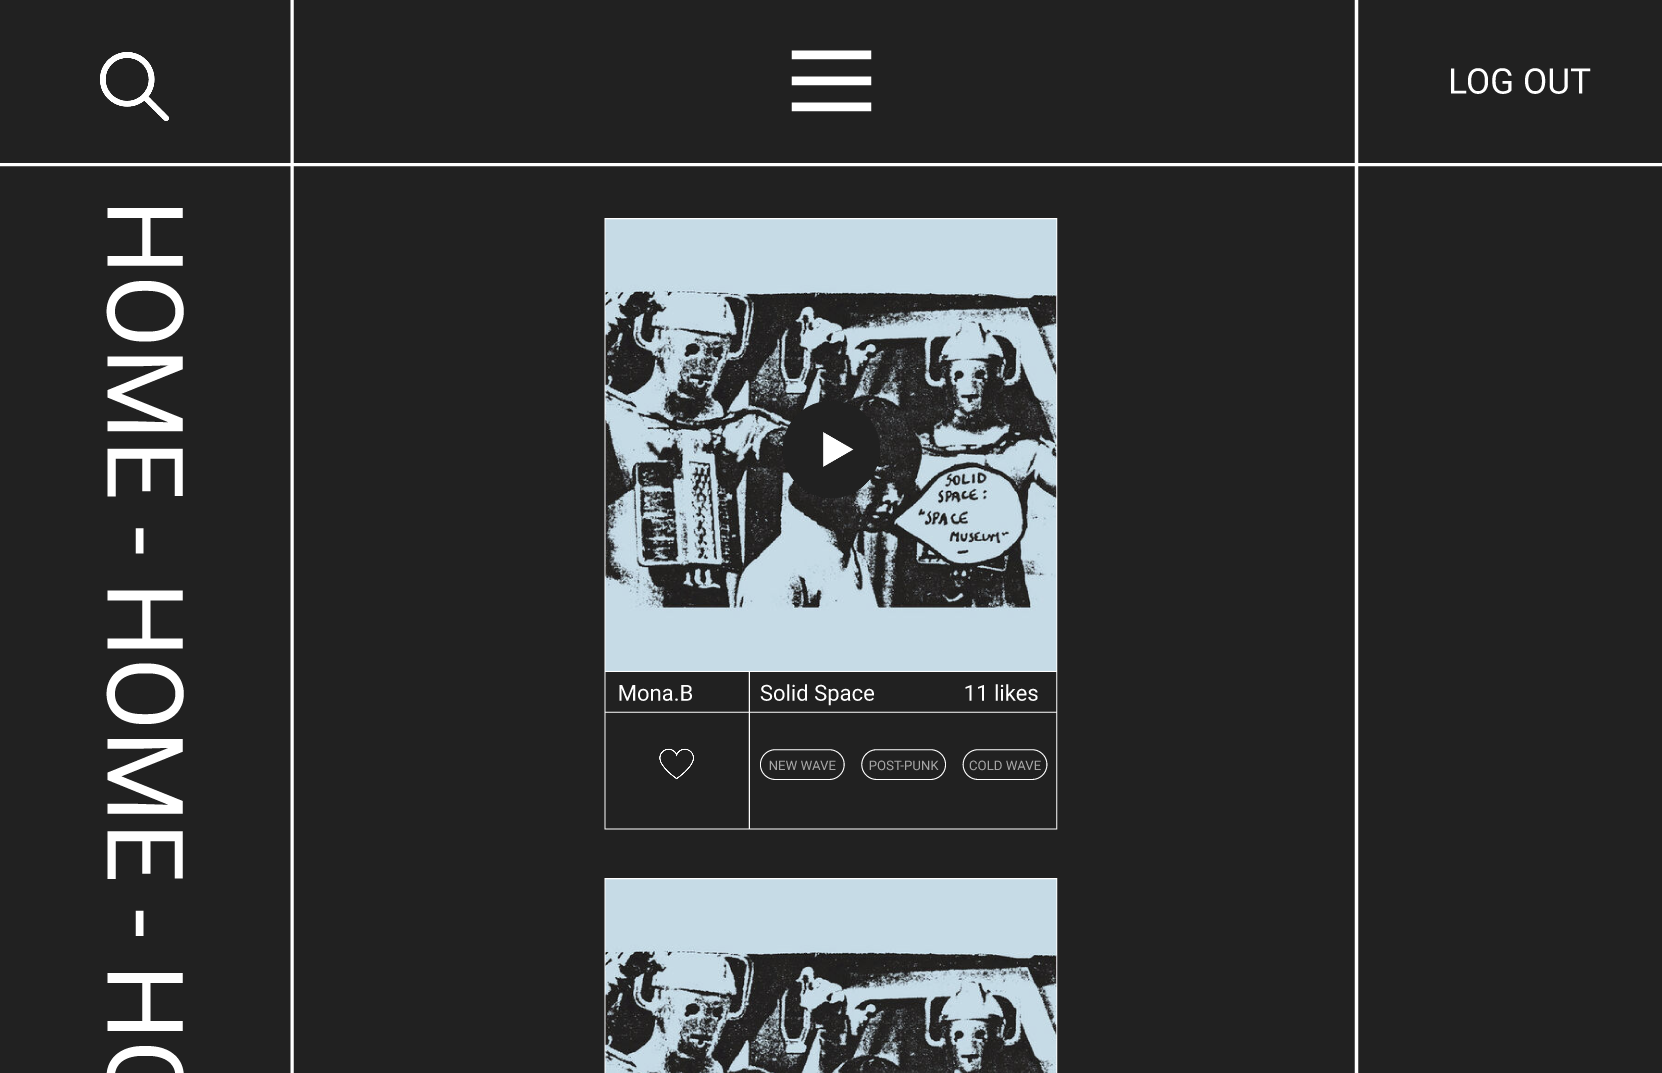 LOG OUT
HOME - HOME - HO
SOLID
SPACE:
"SPACE
MUSEUM"
Mona.B
Solid Space
11 likes
NEW WAVE
POST-PUNK
COLD WAVE